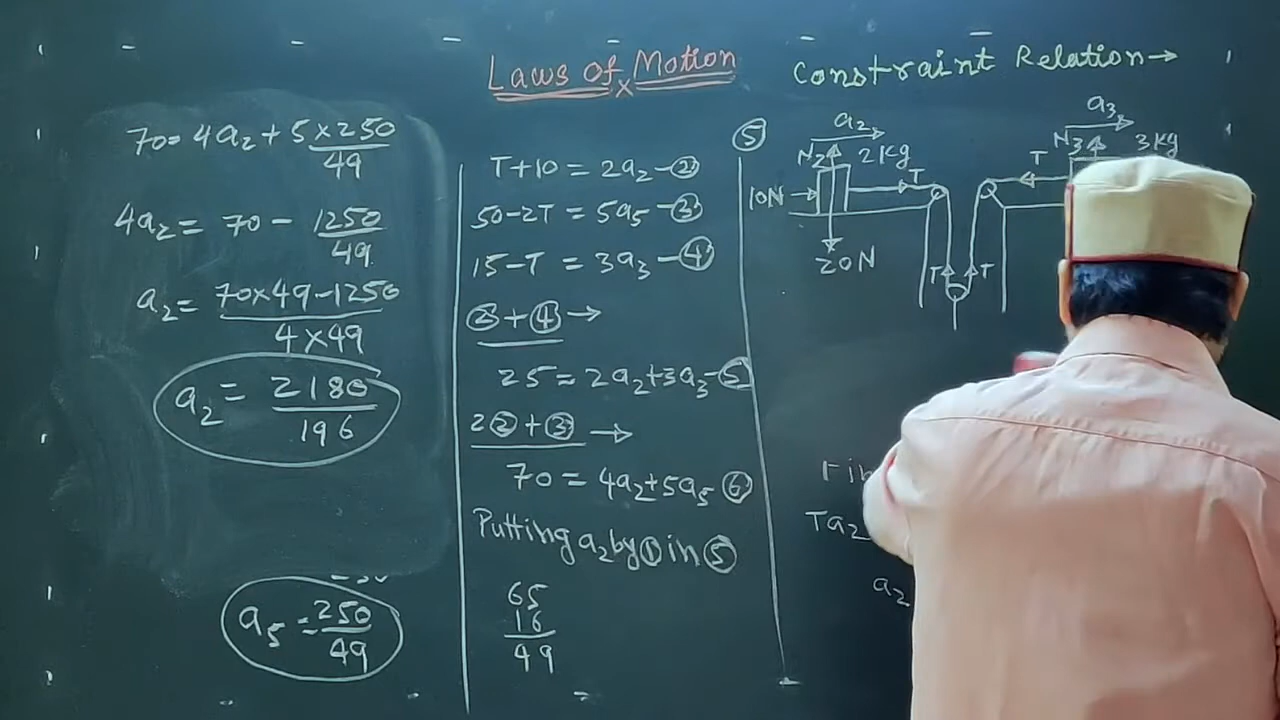 Laws Of Motion
x
Constraint Relation→
70 = 4a2 + 5×250/49
4a2 = 70 - 1250/49
a2 = 70×49-1250/4×49
a2 = 2180/196
a5 = 250/49
T+10 = 2a2 -②
50-2T = 5a5 -③
15-T = 3a3 -④
②+④→
25 = 2a2+3a3 -⑤
2②+③→
70 = 4a2+5a5 ⑥
Putting a2 by ① in ⑤
65
16
49
⑤
a2
a3
N2
2Kg
N3
3Kg
T
T
10N
20N
T
T
Ta2
a2